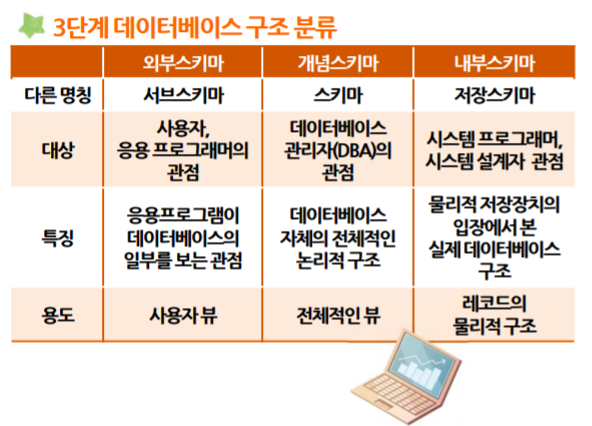 3단계 데이터베이스 구조 분류
외부스키마 개념스키마 내부스키마
다른 명칭 서브스키마 스키마 저장스키마
대상
사용자,
응용 프로그래머의
관점
데이터베이스
관리자(DBA)의
관점
시스템 프로그래머,
시스템 설계자 관점
특징
응용프로그램이
데이터베이스의
일부를 보는 관점
데이터베이스
자체의 전체적인
논리적 구조
물리적 저장장치의
입장에서 본
실제 데이터베이스
구조
용도 사용자 뷰 전체적인 뷰
레코드의
물리적 구조